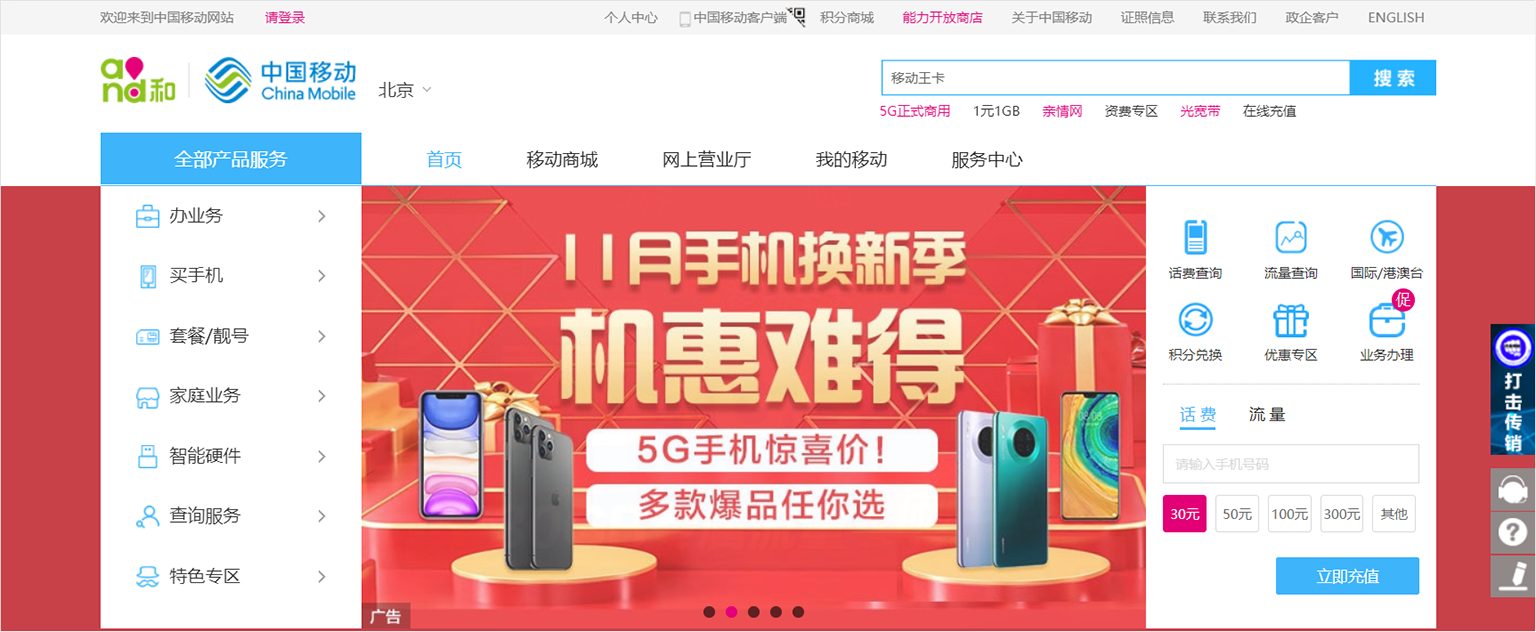 欢迎来到中国移动网站 请登录 个人中心 中国移动客户端 积分商城 能力开放商店 关于中国移动 证照信息 联系我们 政企客户 ENGLISH
and和 中国移动 China Mobile 北京
移动王卡 搜索
5G正式商用 1元1GB 亲情网 资费专区 光宽带 在线充值
全部产品服务 首页 移动商城 网上营业厅 我的移动 服务中心
办业务
买手机
套餐/靓号
家庭业务
智能硬件
查询服务
特色专区
11月手机换新季
机惠难得
5G手机惊喜价!
多款爆品任你选
广告
话费查询 流量查询 国际/港澳台
促
积分兑换 优惠专区 业务办理
话费 流量
请输入手机号码
30元 50元 100元 300元 其他
立即充值
打击传销